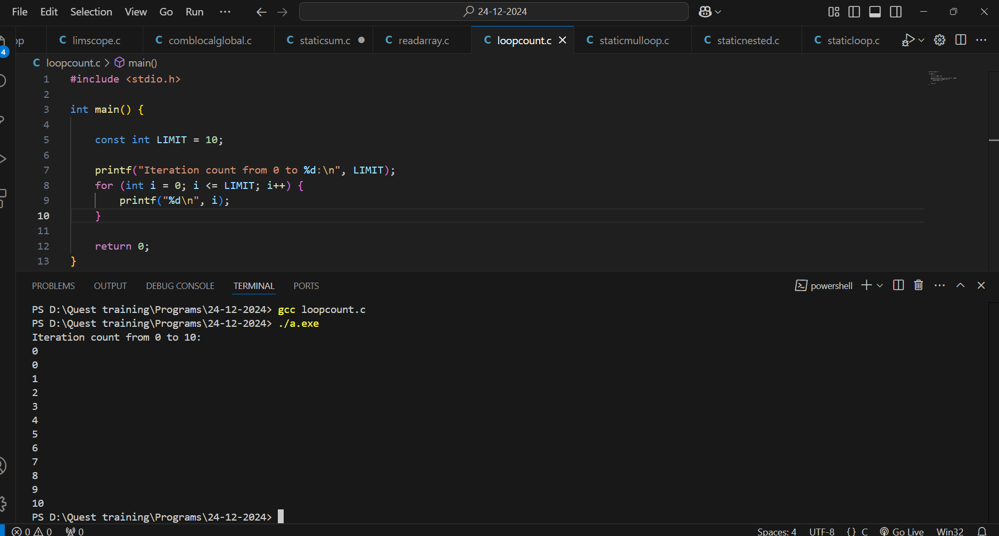 File Edit Selection View Go Run ··· 24-12-2024
pp limscope.c comblocalglobal.c staticsum.c readarray.c loopcount.c staticmulloop.c staticnested.c staticloop.c
4
C loopcount.c > main()
1 #include <stdio.h>
2
3 int main() {
4
5 const int LIMIT = 10;
6
7 printf("Iteration count from 0 to %d:\n", LIMIT);
8 for (int i = 0; i <= LIMIT; i++) {
9 printf("%d\n", i);
10 }
11
12 return 0;
13 }
PROBLEMS OUTPUT DEBUG CONSOLE TERMINAL PORTS powershell
PS D:\Quest training\Programs\24-12-2024> gcc loopcount.c
PS D:\Quest training\Programs\24-12-2024> ./a.exe
Iteration count from 0 to 10:
0
0
1
2
3
4
5
6
7
8
9
10
PS D:\Quest training\Programs\24-12-2024>
0 0 0 Spaces: 4 UTF-8 {} C Go Live Win32